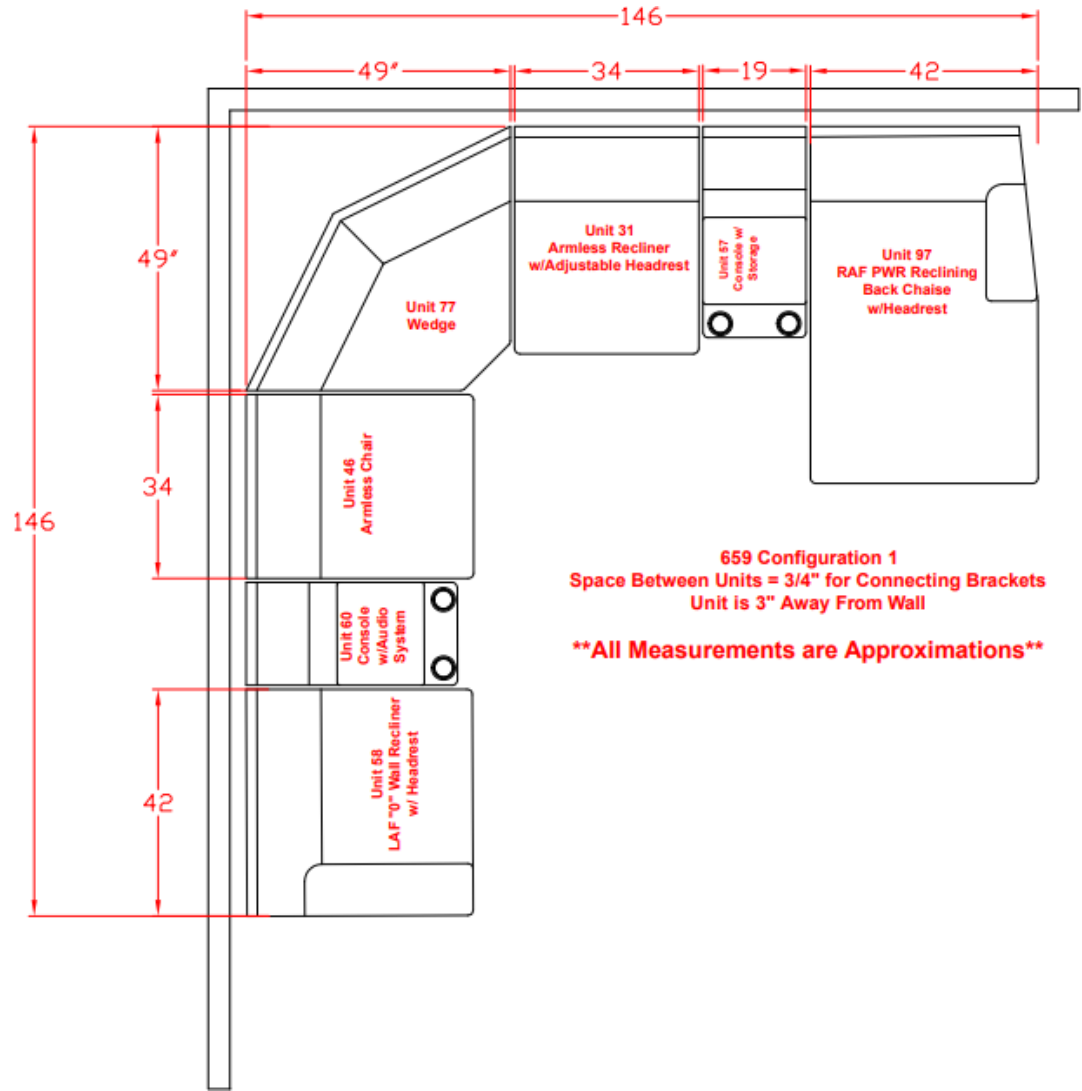 146
49"
34
19
42
49"
34
146
42
Unit 31
Armless Recliner
w/Adjustable Headrest
Unit 57
Console w/
Storage
Unit 97
RAF PWR Reclining
Back Chaise
w/Headrest
Unit 77
Wedge
Unit 46
Armless Chair
Unit 60
Console
w/Audio
System
Unit 58
LAF "0" Wall Recliner
w/ Headrest
659 Configuration 1
Space Between Units = 3/4" for Connecting Brackets
Unit is 3" Away From Wall
**All Measurements are Approximations**